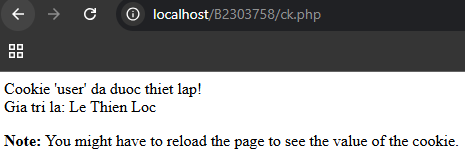 localhost/B2303758/ck.php
Cookie 'user' da duoc thiet lap!
Gia tri la: Le Thien Loc
Note: You might have to reload the page to see the value of the cookie.